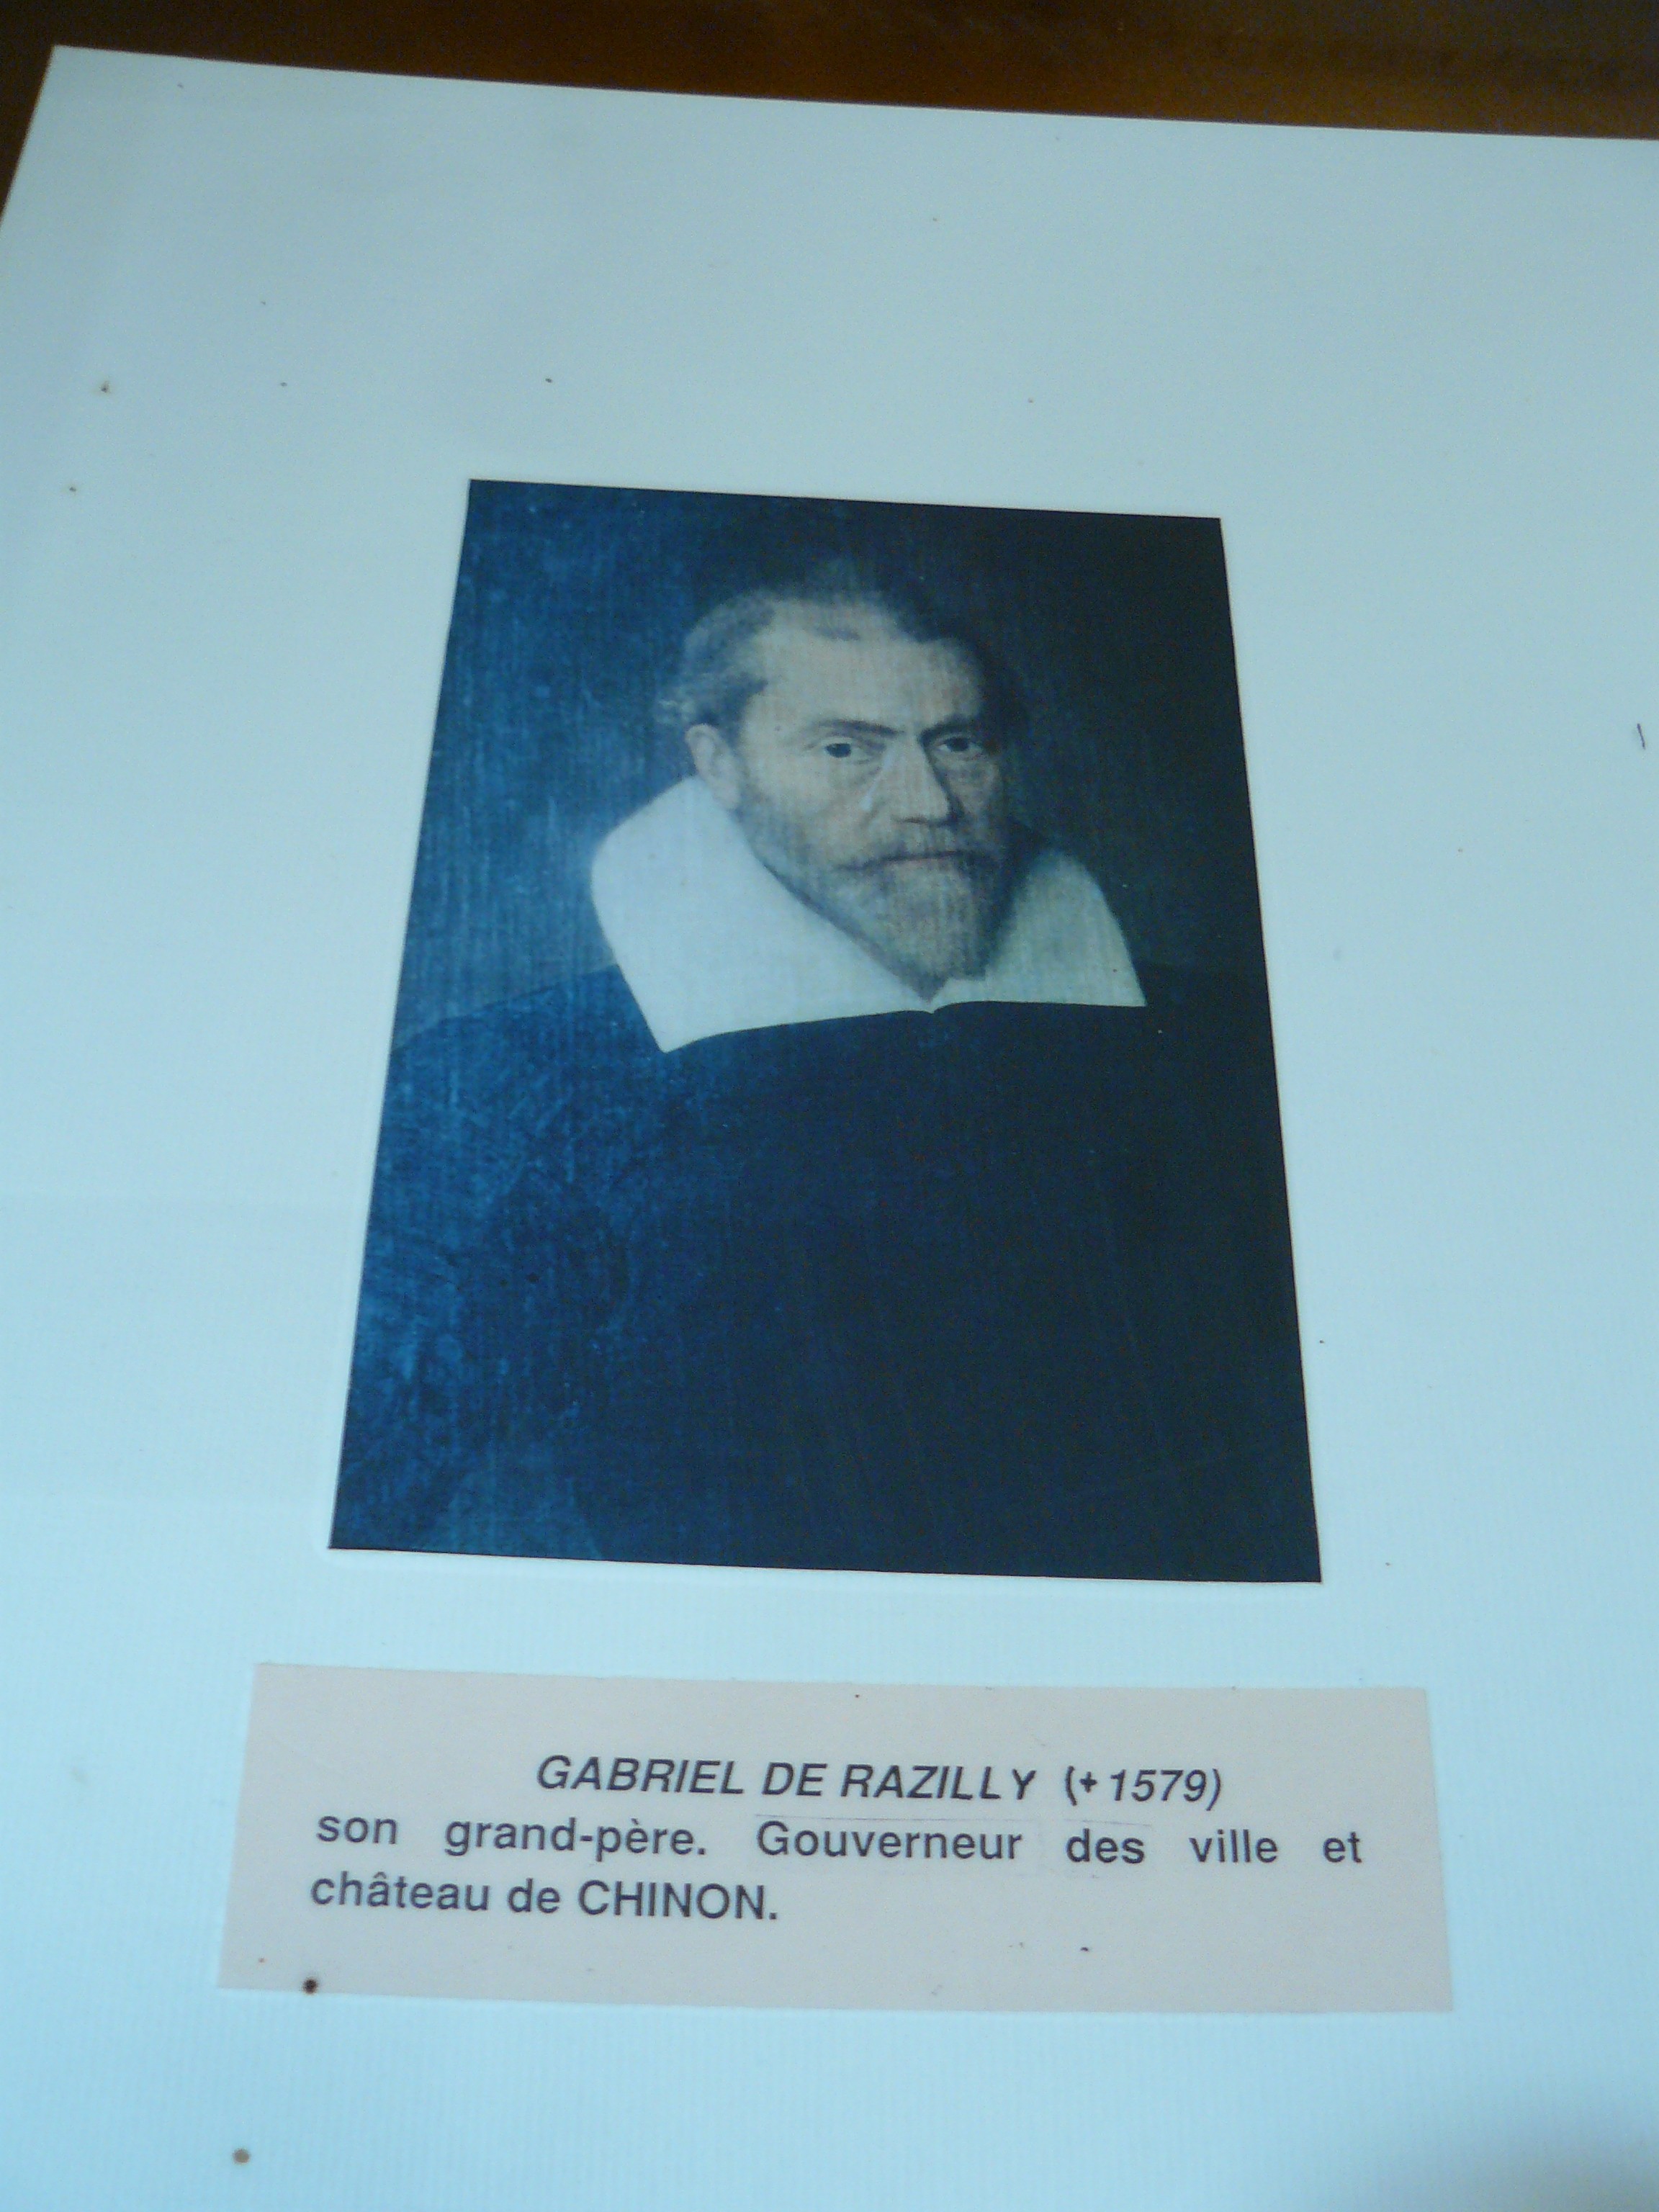 GABRIEL DE RAZILLY (+1579)
son grand-père. Gouverneur des ville et
château de CHINON.